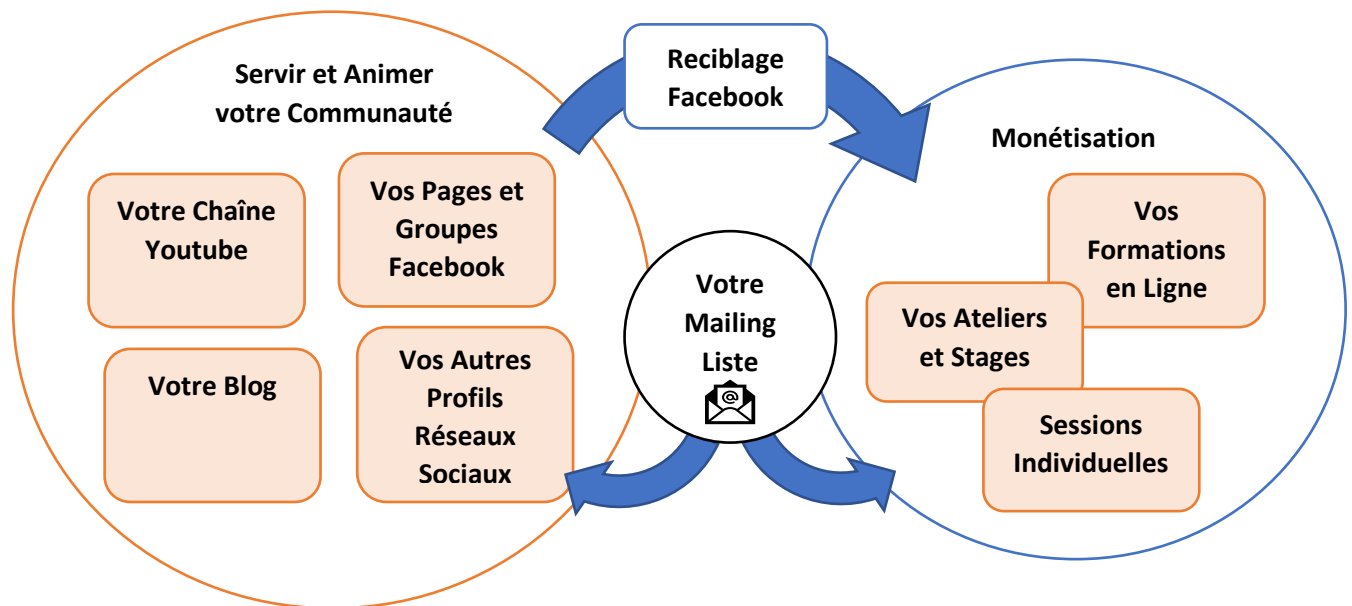 Servir et Animer
votre Communauté
Votre Chaîne
Youtube
Vos Pages et
Groupes
Facebook
Votre Blog
Vos Autres
Profils
Réseaux
Sociaux
Reciblage
Facebook
Votre
Mailing
Liste
@
Monétisation
Vos
Formations
en Ligne
Vos Ateliers
et Stages
Sessions
Individuelles